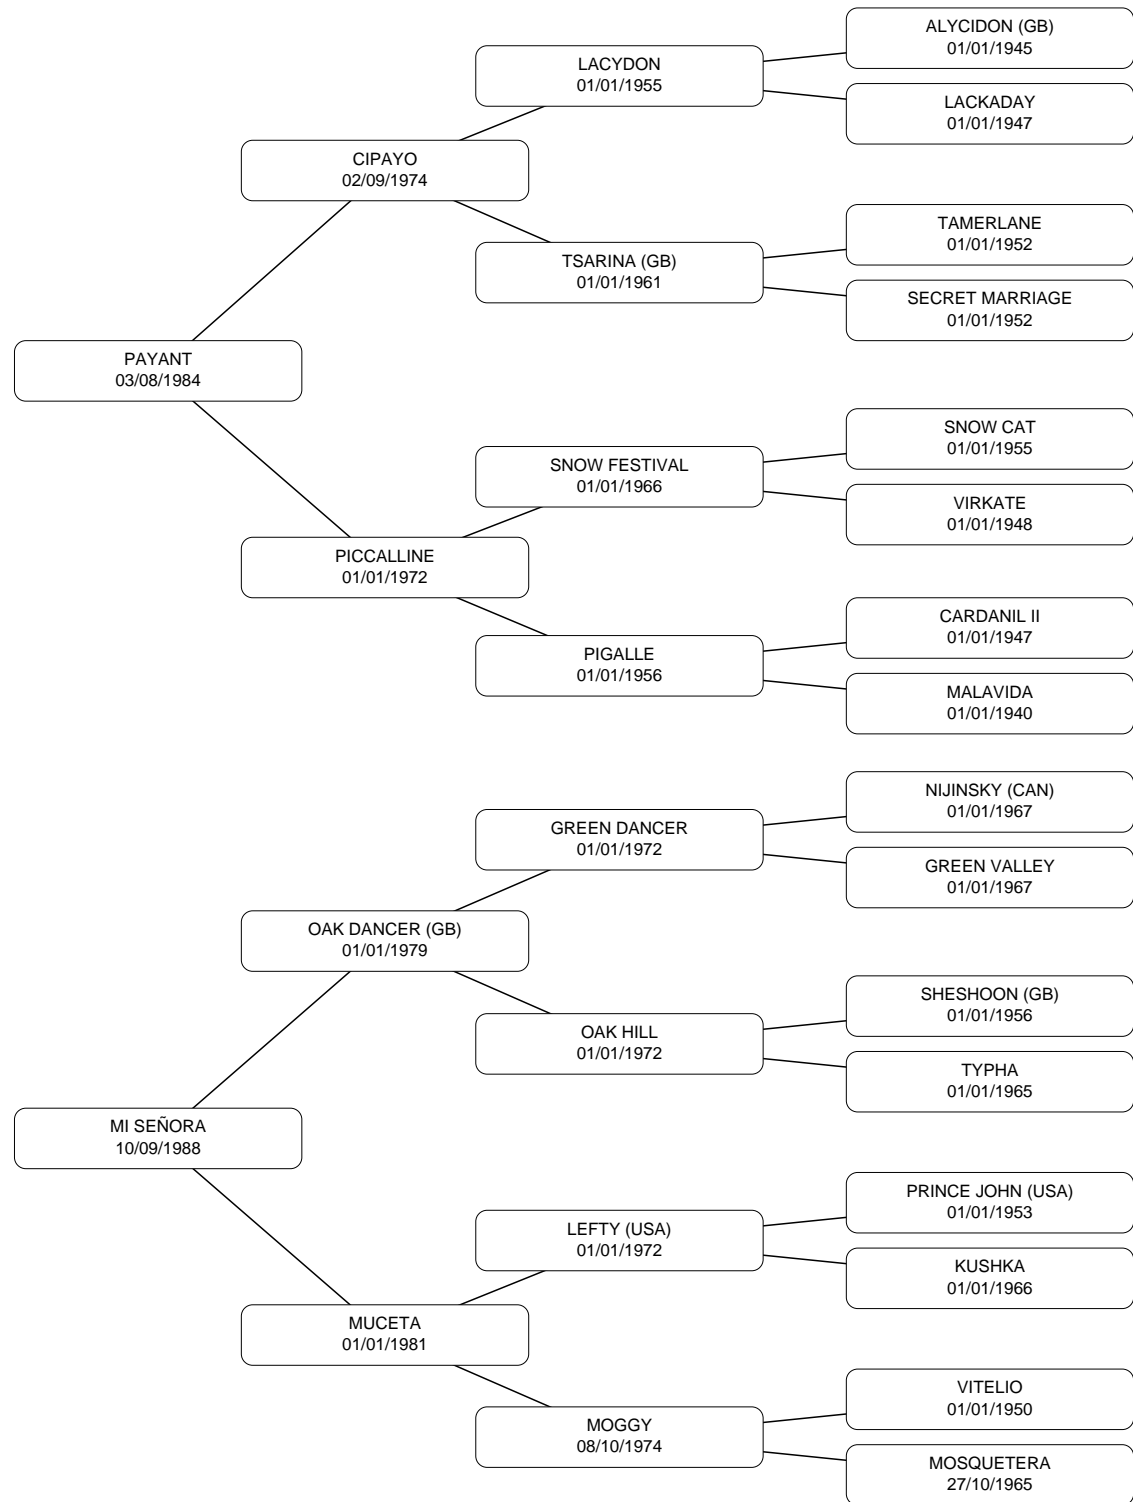 ALYCIDON (GB)
01/01/1945
LACYDON
01/01/1955
LACKADAY
01/01/1947
CIPAYO
02/09/1974
TAMERLANE
01/01/1952
TSARINA (GB)
01/01/1961
SECRET MARRIAGE
01/01/1952
PAYANT
03/08/1984
SNOW CAT
01/01/1955
SNOW FESTIVAL
01/01/1966
VIRKATE
01/01/1948
PICCALLINE
01/01/1972
CARDANIL II
01/01/1947
PIGALLE
01/01/1956
MALAVIDA
01/01/1940
NIJINSKY (CAN)
01/01/1967
GREEN DANCER
01/01/1972
GREEN VALLEY
01/01/1967
OAK DANCER (GB)
01/01/1979
SHESHOON (GB)
01/01/1956
OAK HILL
01/01/1972
TYPHA
01/01/1965
MI SEÑORA
10/09/1988
PRINCE JOHN (USA)
01/01/1953
LEFTY (USA)
01/01/1972
KUSHKA
01/01/1966
MUCETA
01/01/1981
VITELIO
01/01/1950
MOGGY
08/10/1974
MOSQUETERA
27/10/1965